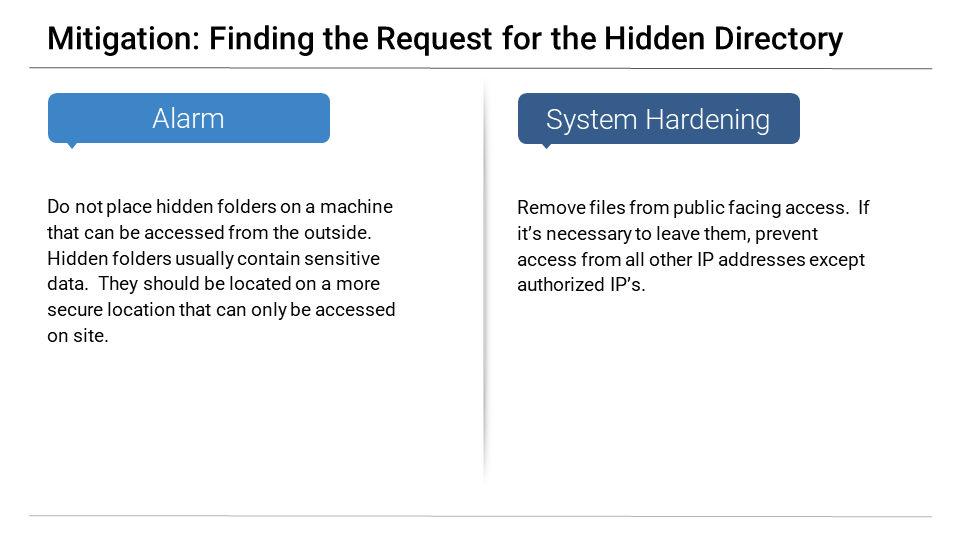 Mitigation: Finding the Request for the Hidden Directory
Alarm
Do not place hidden folders on a machine
that can be accessed from the outside.
Hidden folders usually contain sensitive
data.  They should be located on a more
secure location that can only be accessed
on site.
System Hardening
Remove files from public facing access.  If
it’s necessary to leave them, prevent
access from all other IP addresses except
authorized IP’s.